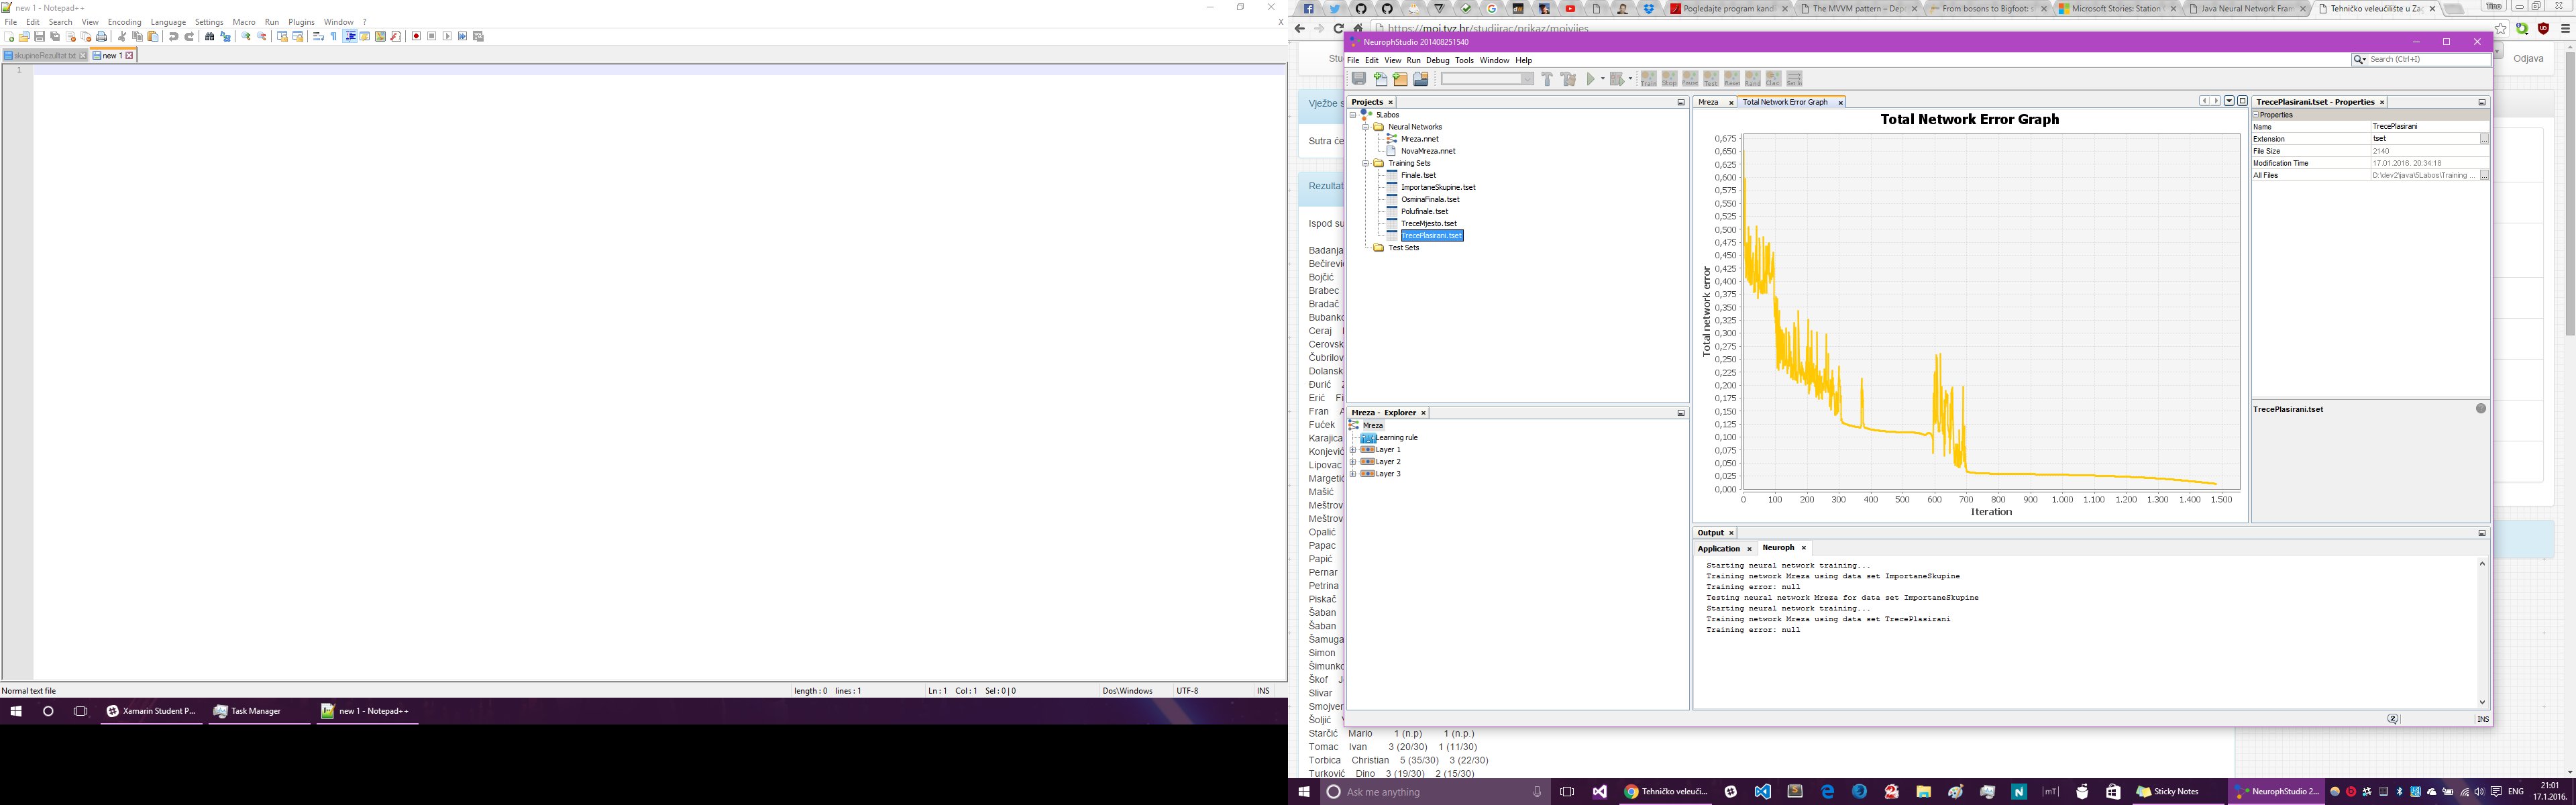 new 1 - Notepad++
File Edit Search View Encoding Language Settings Macro Run Plugins Window ? X
skupineRezultat.txt new 1
1
Normal text file length : 0 lines : 1 Ln : 1 Col : 1 Sel : 0 | 0 Dos\Windows UTF-8 INS
Xamarin Student P... Task Manager new 1 - Notepad++
Pogledajte program kandi The MVVM pattern – Dep From bosons to Bigfoot: s Microsoft Stories: Station Java Neural Network Fram Tehničko veleučilište u Zag Tino
https://moj.tvz.hr/studijrac/prikaz/mojvijes
Stu
Odjava
Vježbe s
Sutra će
Rezultat
Ispod su
Badanja
Bečirevi
Bojčić
Brabec
Bradač
Bubanko
Ceraj
Cerovsk
Čubrilov
Dolansk
Đurić Z
Erić Fi
Fran A
Fuček
Karajica
Konjević
Lipovac
Margetić
Mašić
Meštrov
Meštrov
Opalić
Papac
Papić
Pernar
Petrina
Piskač
Šaban
Šaban
Šamuga
Simon
Šimunko
Škof J
Slivar
Smojver
Šoljić V
Starčić Mario 1 (n.p) 1 (n.p.)
Tomac Ivan 3 (20/30) 1 (11/30)
Torbica Christian 5 (35/30) 3 (22/30)
Turković Dino 3 (19/30) 2 (15/30)
NeurophStudio 201408251540
File Edit View Run Debug Tools Window Help
Search (Ctrl+I)
Train Stop Pause Test Reset Rand
Projects
5Labos
Neural Networks
Mreza.nnet
NovaMreza.nnet
Training Sets
Finale.tset
ImportaneSkupine.tset
OsminaFinala.tset
Polufinale.tset
TreceMjesto.tset
TrecePlasirani.tset
Test Sets
Mreza - Explorer
Mreza
Learning rule
Layer 1
Layer 2
Layer 3
Mreza Total Network Error Graph
Total Network Error Graph
Total network error
0,675
0,650
0,625
0,600
0,575
0,550
0,525
0,500
0,475
0,450
0,425
0,400
0,375
0,350
0,325
0,300
0,275
0,250
0,225
0,200
0,175
0,150
0,125
0,100
0,075
0,050
0,025
0,000
0 100 200 300 400 500 600 700 800 900 1.000 1.100 1.200 1.300 1.400 1.500
Iteration
Output
Application Neuroph
Starting neural network training...
Training network Mreza using data set ImportaneSkupine
Training error: null
Testing neural network Mreza for data set ImportaneSkupine
Starting neural network training...
Training network Mreza using data set TrecePlasirani
Training error: null
TrecePlasirani.tset - Properties
Properties
Name TrecePlasirani
Extension tset
File Size 2140
Modification Time 17.01.2016. 20:34:18
All Files D:\dev2\java\5Labos\Training ...
TrecePlasirani.tset
2 INS
Ask me anything Tehničko veleuči... Sticky Notes NeurophStudio 2... ENG 21:01
17.1.2016.